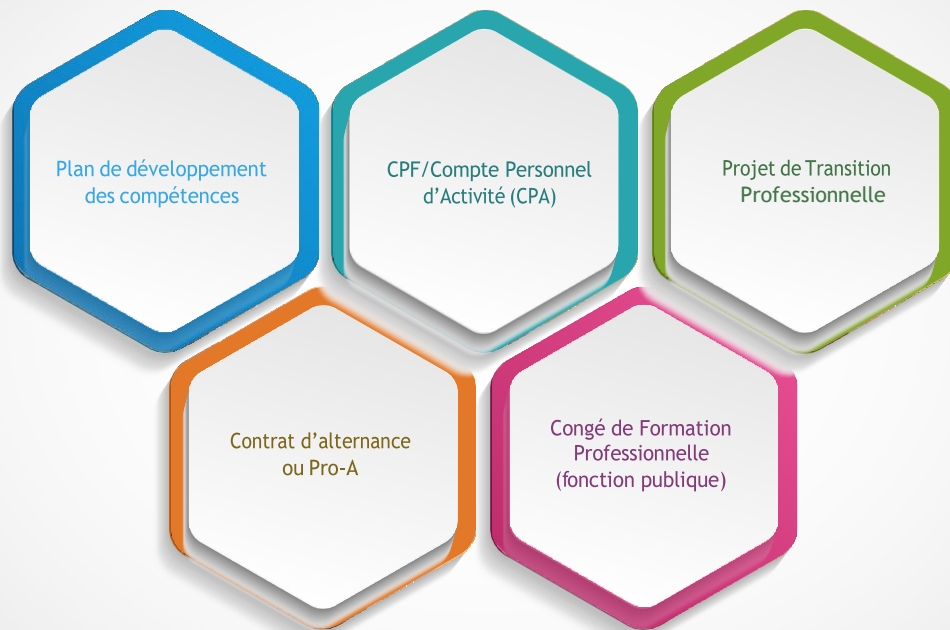 Plan de développement
des compétences
CPF/Compte Personnel
d’Activité (CPA)
Projet de Transition
Professionnelle
Contrat d’alternance
ou Pro-A
Congé de Formation
Professionnelle
(fonction publique)